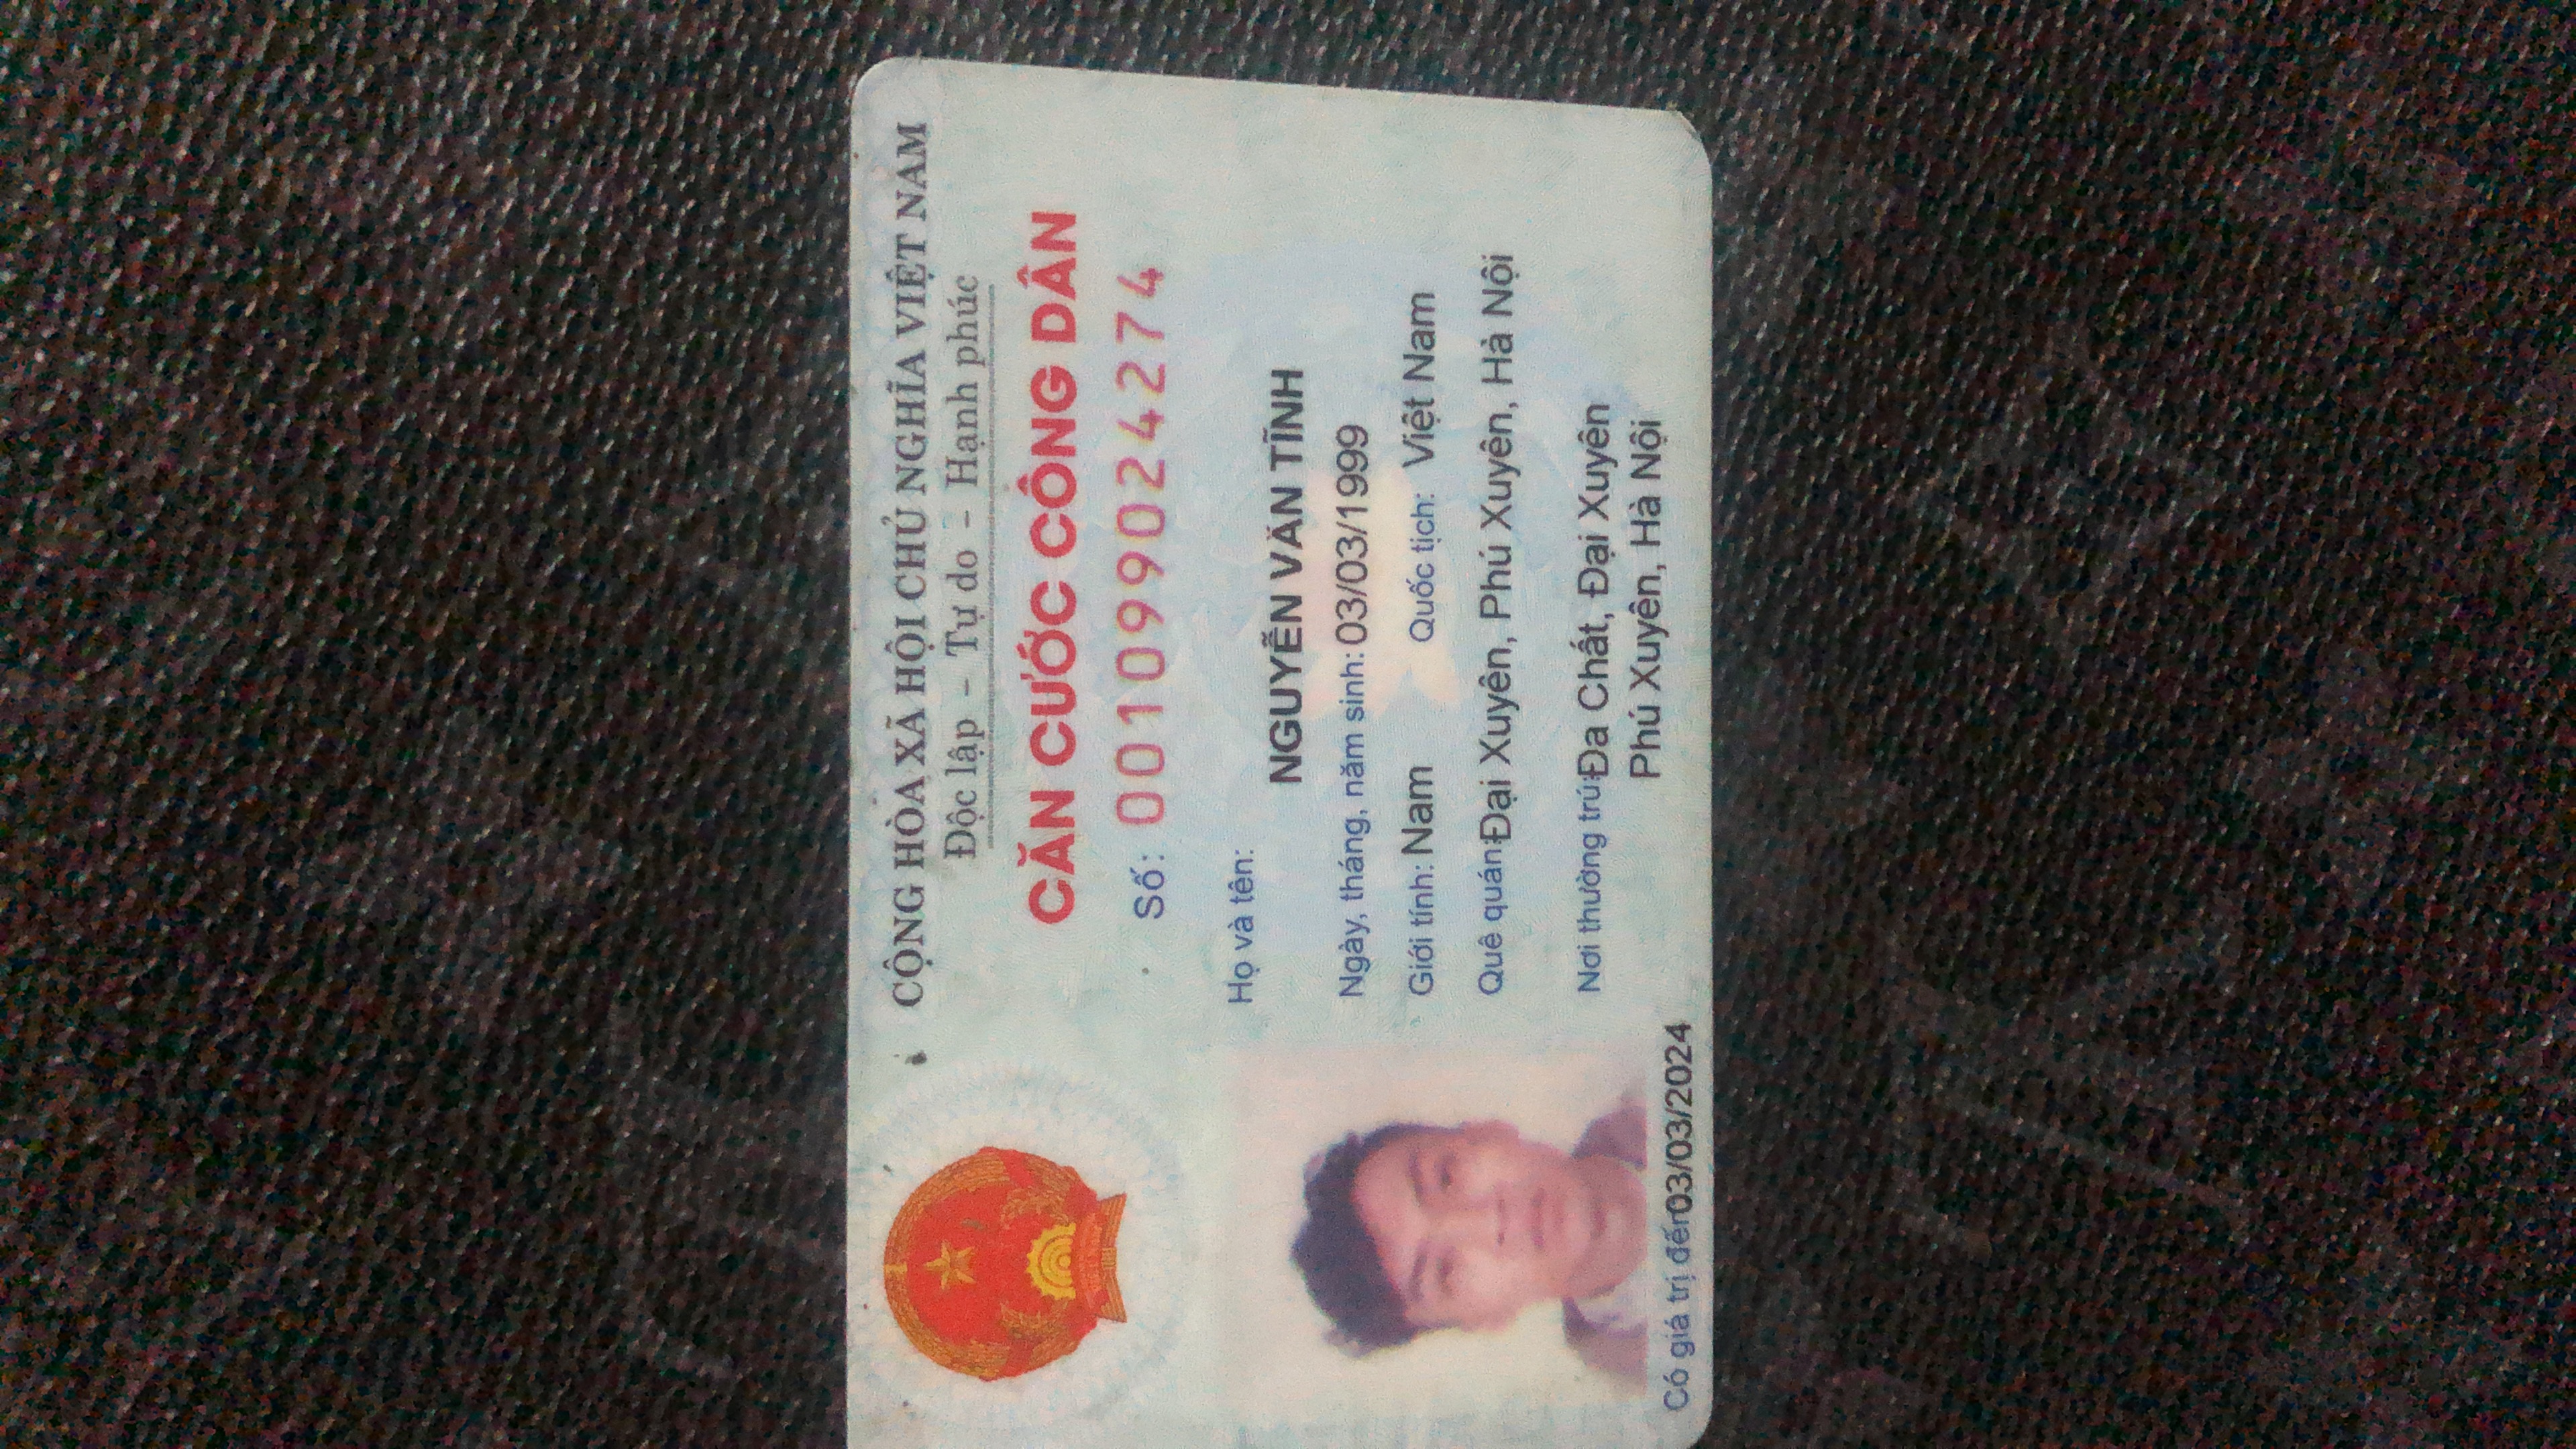 CỘNG HÒA XÃ HỘI CHỦ NGHĨA VIỆT NAM
Độc lập - Tự do - Hạnh phúc
CĂN CƯỚC CÔNG DÂN
Số: 001099024274
Họ và tên:
NGUYỄN VĂN TĨNH
Ngày, tháng, năm sinh: 03/03/1999
Giới tính: Nam Quốc tịch: Việt Nam
Quê quán: Đại Xuyên, Phú Xuyên, Hà Nội
Nơi thường trú: Đa Chất, Đại Xuyên
Phú Xuyên, Hà Nội
Có giá trị đến 03/03/2024
VIỆT NAM